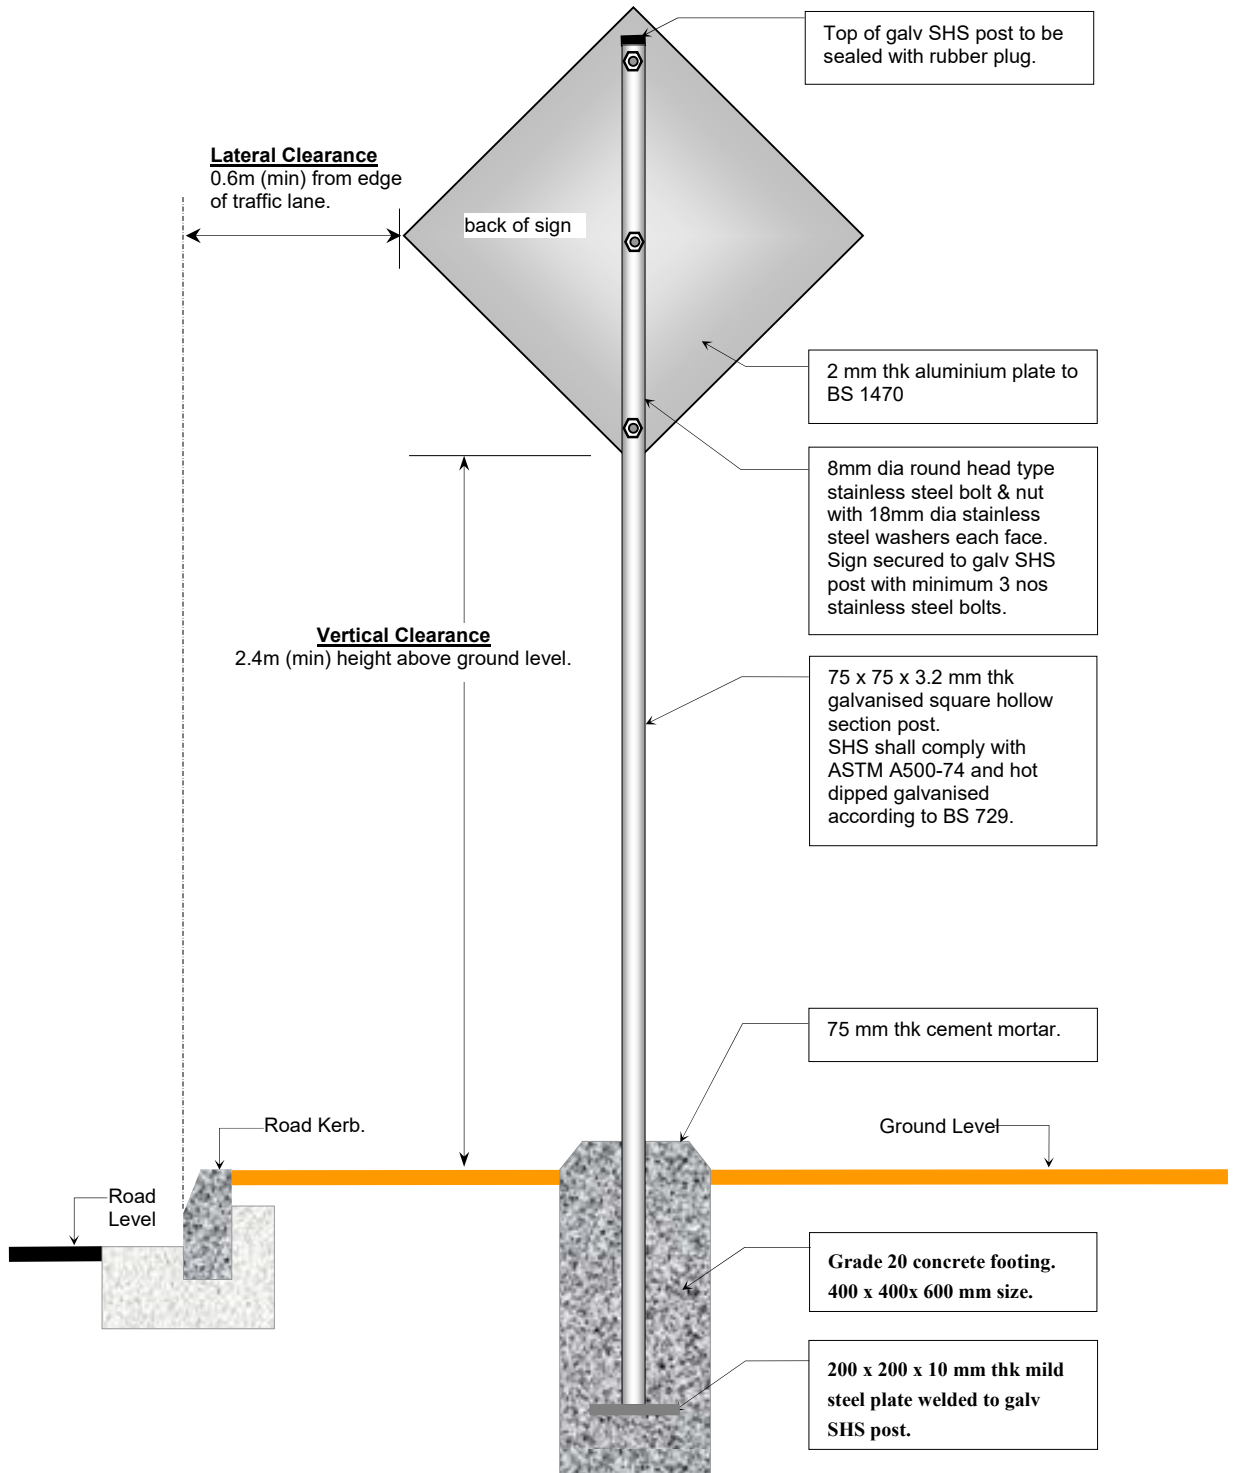 Top of galv SHS post to be
sealed with rubber plug.
Lateral Clearance
0.6m (min) from edge
of traffic lane.
back of sign
2 mm thk aluminium plate to
BS 1470
8mm dia round head type
stainless steel bolt & nut
with 18mm dia stainless
steel washers each face.
Sign secured to galv SHS
post with minimum 3 nos
stainless steel bolts.
Vertical Clearance
2.4m (min) height above ground level.
75 x 75 x 3.2 mm thk
galvanised square hollow
section post.
SHS shall comply with
ASTM A500-74 and hot
dipped galvanised
according to BS 729.
75 mm thk cement mortar.
Road Kerb.
Ground Level
Road
Level
Grade 20 concrete footing.
400 x 400x 600 mm size.
200 x 200 x 10 mm thk mild
steel plate welded to galv
SHS post.